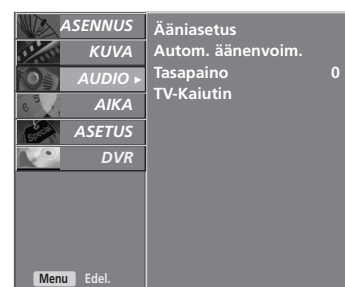 ASENNUS
KUVA
AUDIO ►
AIKA
ASETUS
DVR
Menu Edel.
Ääniasetus
Autom. äänenvoim.
Tasapaino 0
TV-Kaiutin